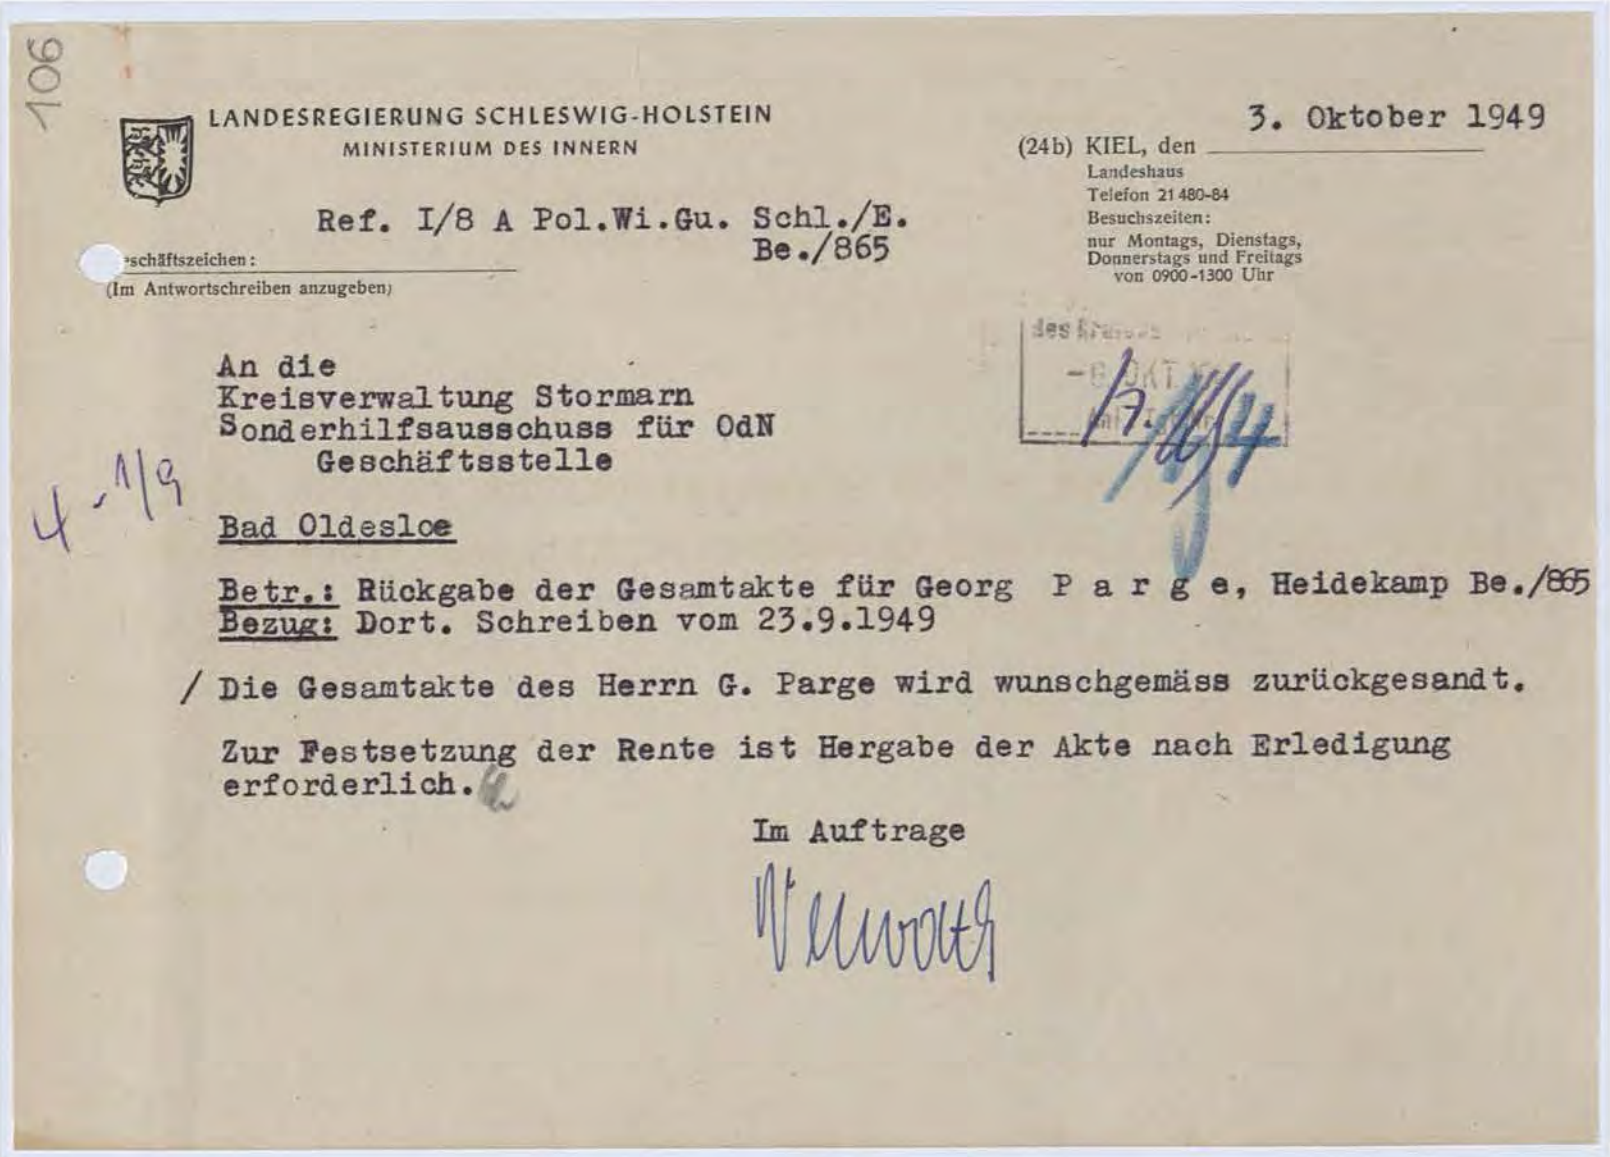 106
LANDESREGIERUNG SCHLESWIG-HOLSTEIN
MINISTERIUM DES INNERN
3. Oktober 1949
(24b) KIEL, den
Landeshaus
Telefon 21 480-84
Besuchszeiten:
nur Montags, Dienstags,
Donnerstags und Freitags
von 0900-1300 Uhr
Ref. I/8 A Pol.Wi.Gu. Schl./E.
Be./865
schäftszeichen:
(Im Antwortschreiben anzugeben)
des
OKT
An die
Kreisverwaltung Stormarn
Sonderhilfsausschuss für OdN
Geschäftsstelle
4-1/9
Bad Oldesloe
Betr.: Rückgabe der Gesamtakte für Georg P a r g e, Heidekamp Be./865
Bezug: Dort. Schreiben vom 23.9.1949
/ Die Gesamtakte des Herrn G. Parge wird wunschgemäss zurückgesandt.
Zur Festsetzung der Rente ist Hergabe der Akte nach Erledigung
erforderlich.
Im Auftrage